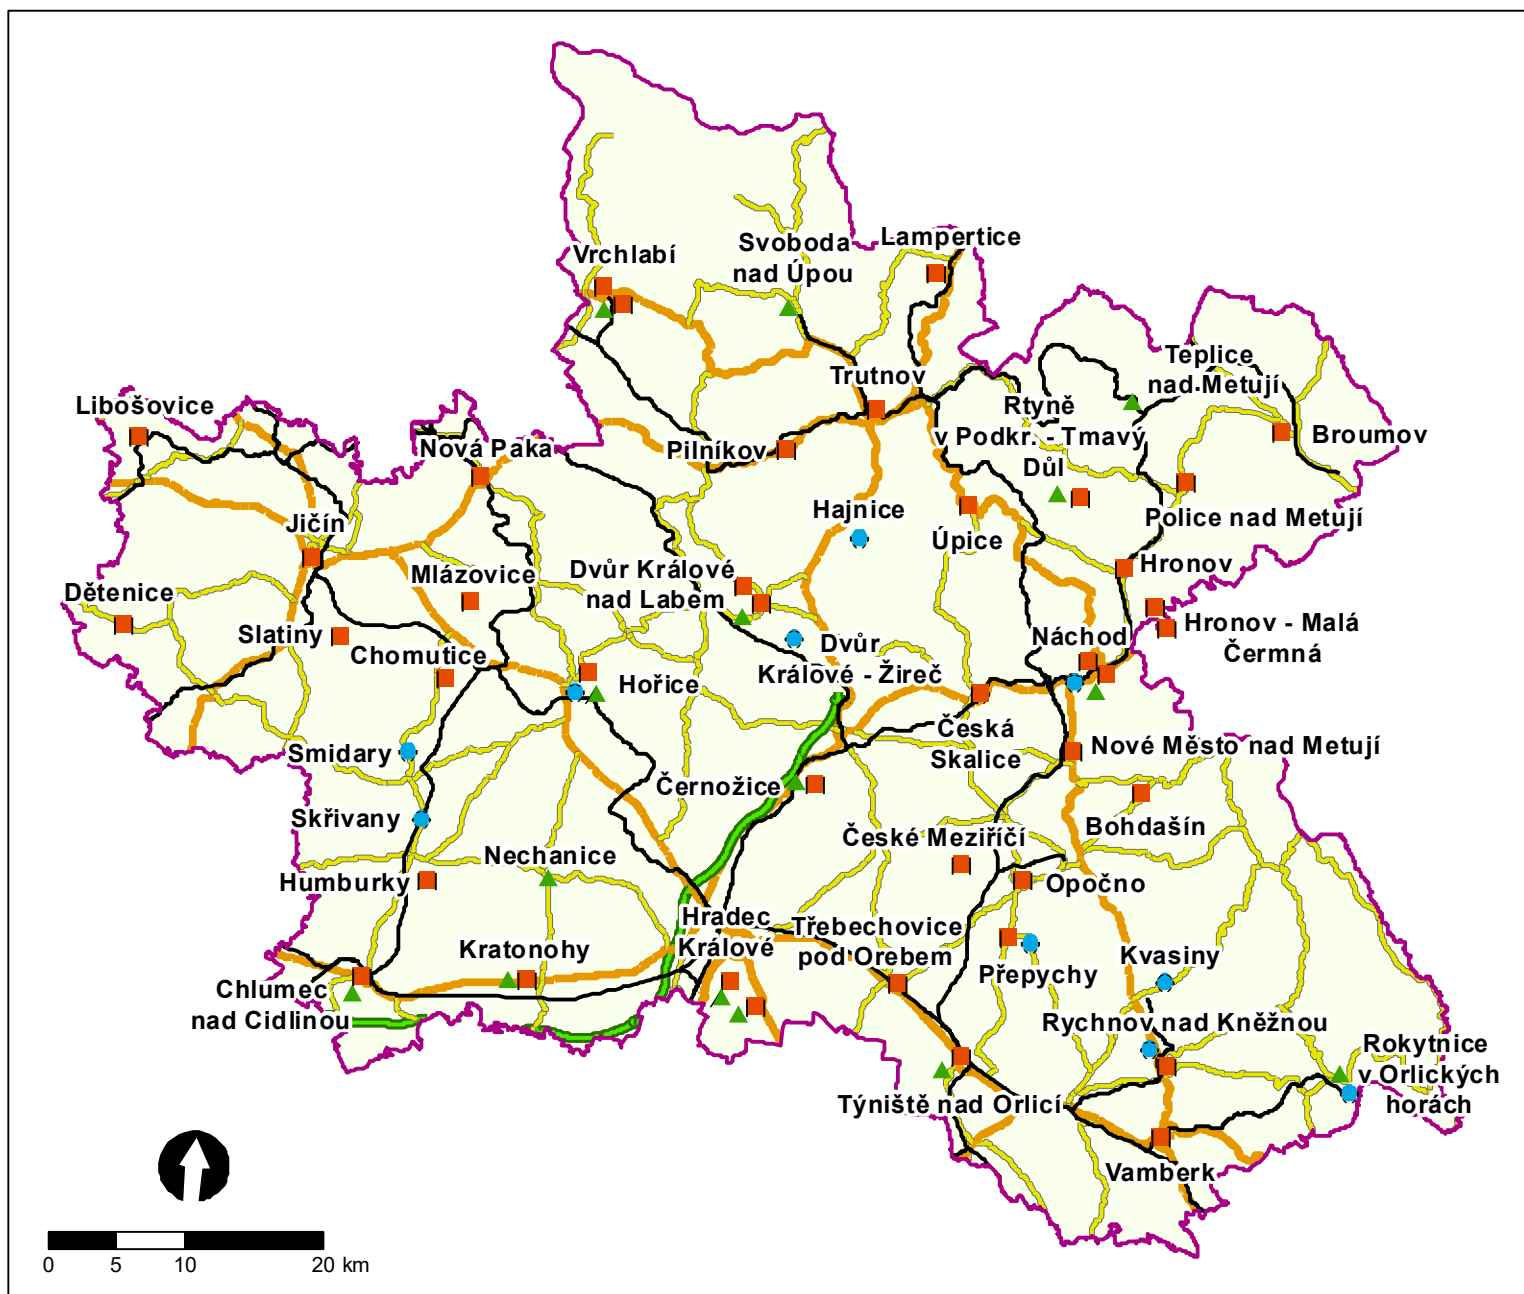 Lampertice
Svoboda
nad Úpou
Vrchlabí
Teplice
nad Metují
Trutnov
Libošovice
Rtyně
v Podkr. - Tmavý
Důl
Broumov
Nová Paka
Pilníkov
Hajnice
Police nad Metují
Jičín
Úpice
Hronov
Mlázovice
Dvůr Králové
nad Labem
Dětenice
Hronov - Malá
Čermná
Slatiny
Náchod
Chomutice
Dvůr
Králové - Žireč
Hořice
Česká
Skalice
Nové Město nad Metují
Smidary
Černožice
Skřivany
Bohdašín
České Meziříčí
Nechanice
Humburky
Opočno
Hradec
Králové
Třebechovice
pod Orebem
Kratonohy
Přepychy
Kvasiny
Chlumec
nad Cidlinou
Rychnov nad Kněžnou
Rokytnice
v Orlických
horách
Týniště nad Orlicí
Vamberk
0 5 10 20 km